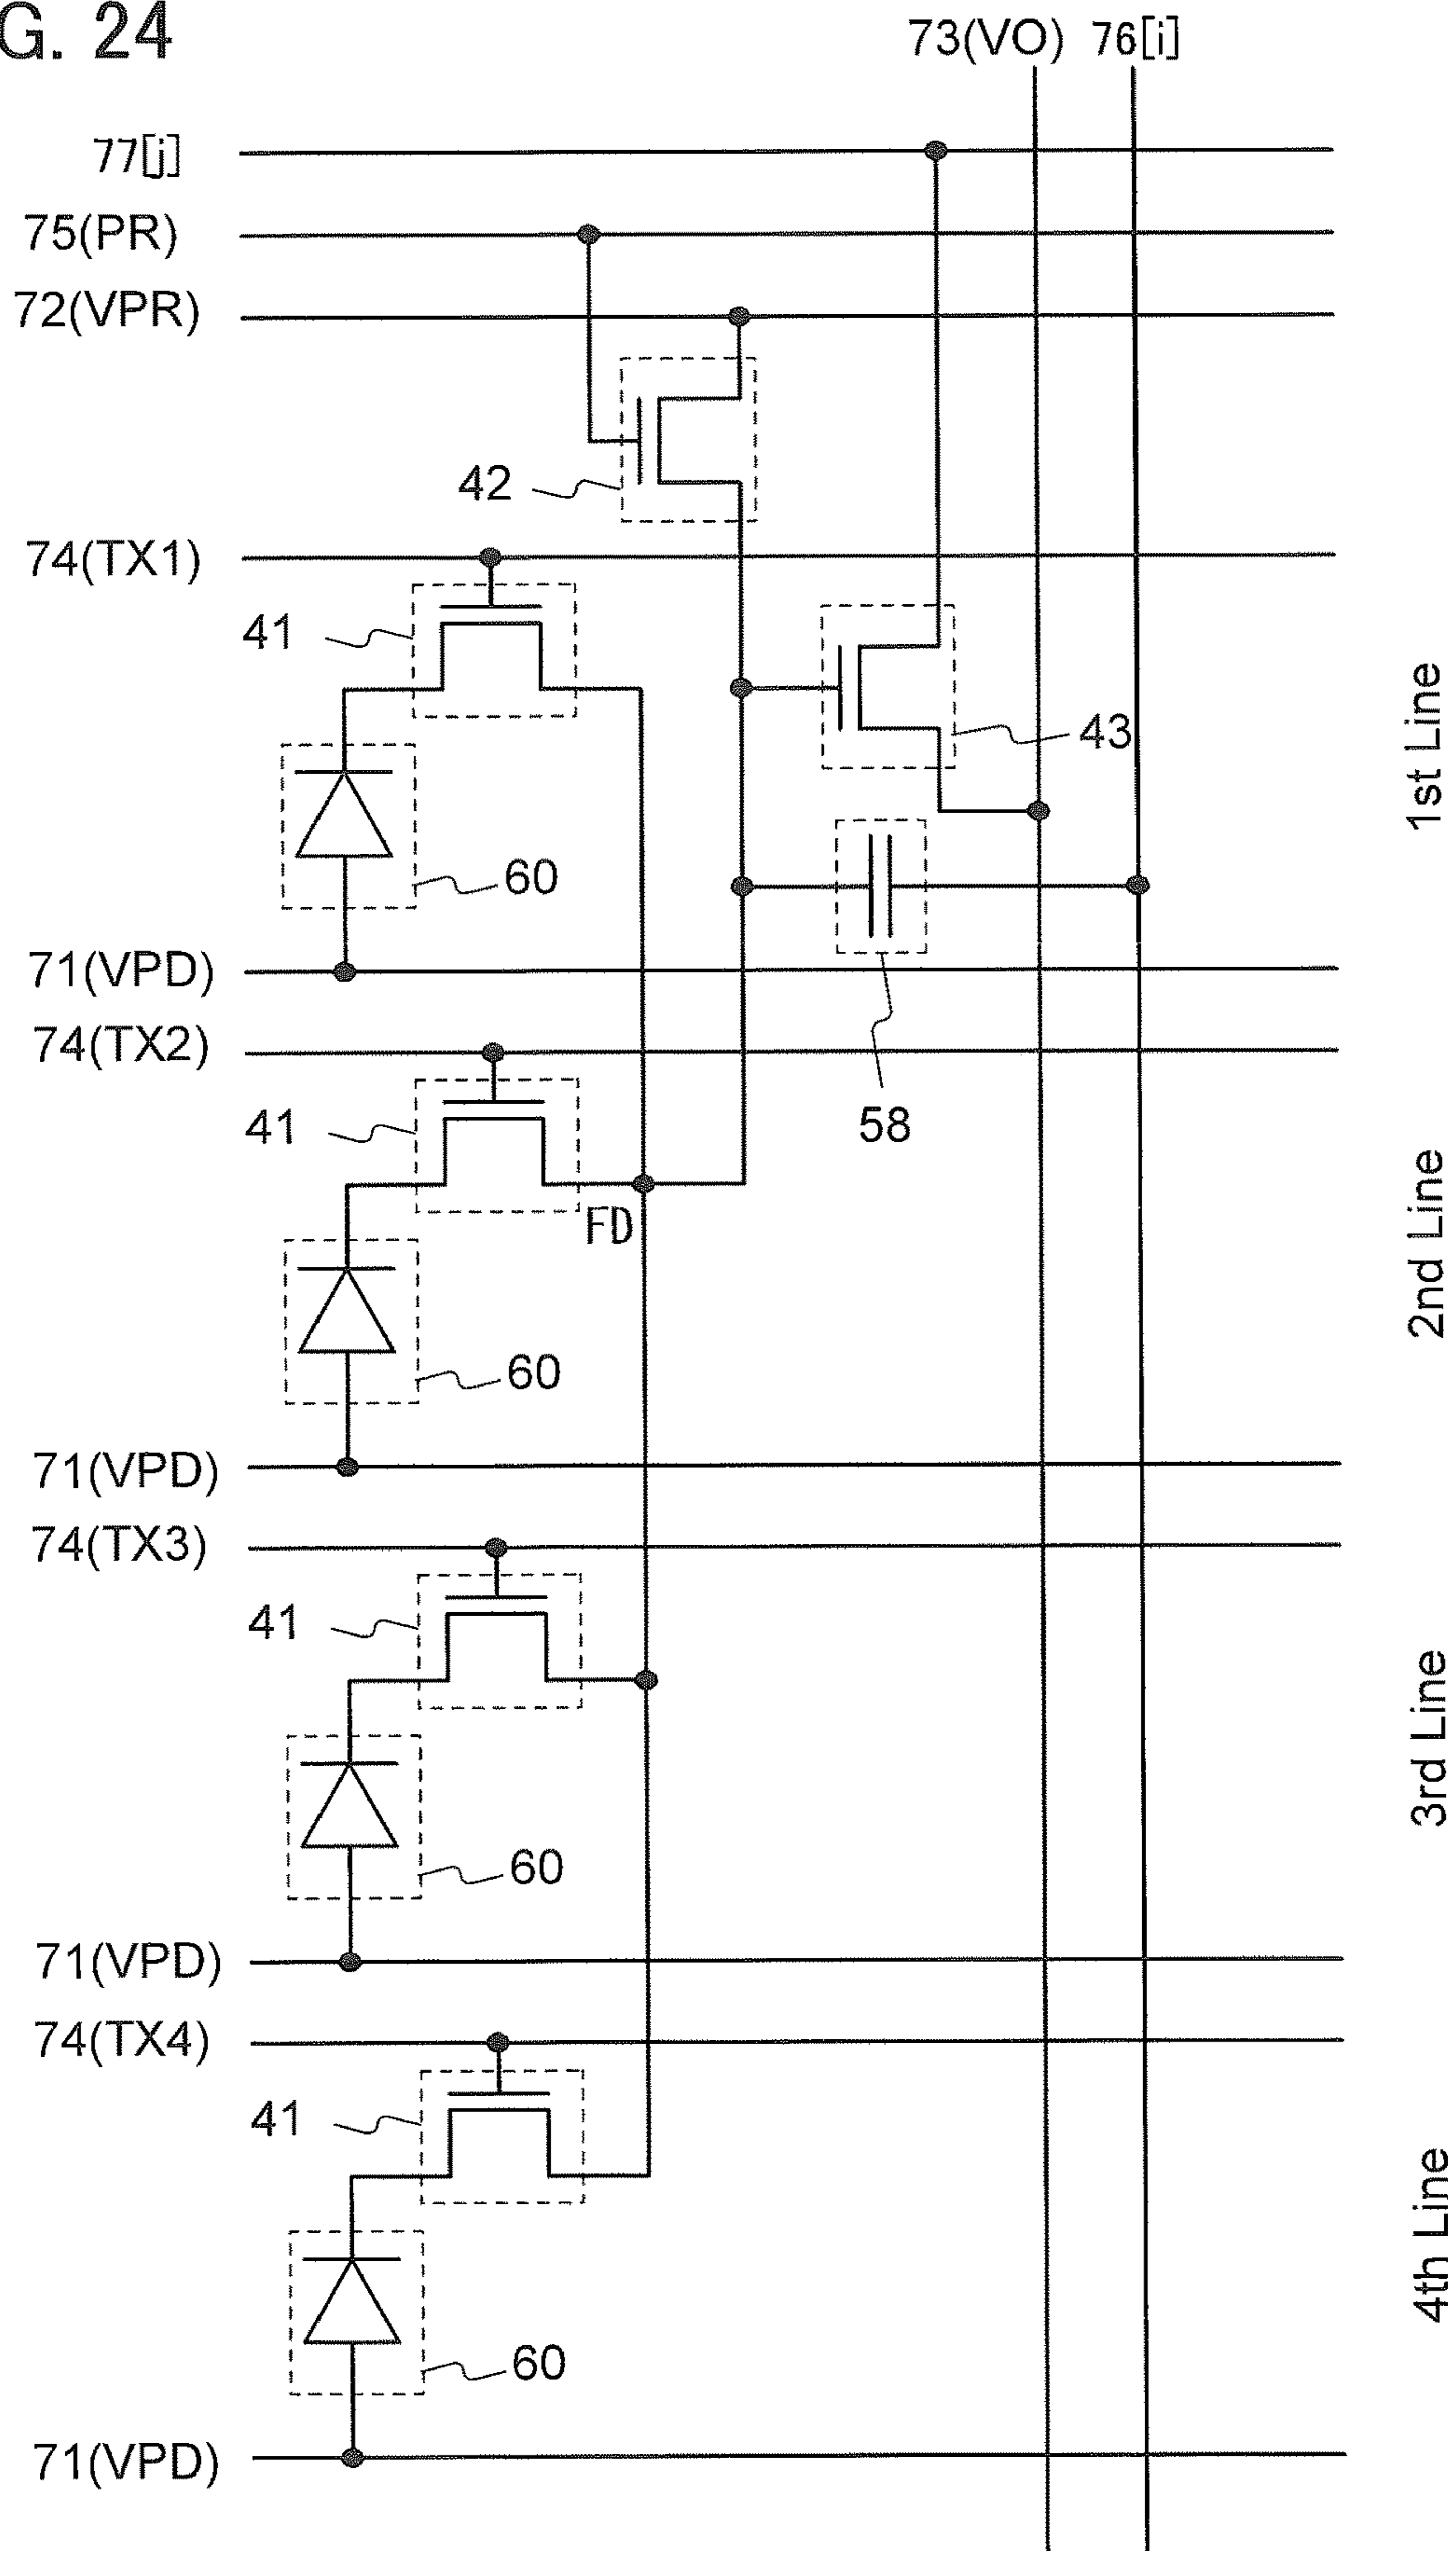 G. 24
73(VO) 76[i]
77[j]
75(PR)
72(VPR)
42
74(TX1)
41
43
60
71(VPD)
58
1st Line
74(TX2)
41
FD
60
71(VPD)
2nd Line
74(TX3)
41
60
71(VPD)
3rd Line
74(TX4)
41
60
71(VPD)
4th Line